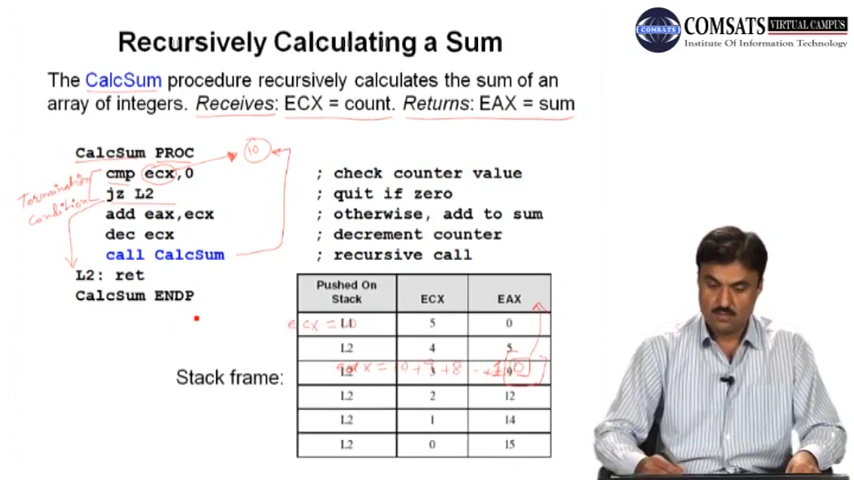 Recursively Calculating a Sum
COMSATS VIRTUAL CAMPUS
Institute Of Information Technology
COMSATS
The CalcSum procedure recursively calculates the sum of an
array of integers. Receives: ECX = count. Returns: EAX = sum
CalcSum PROC
10
cmp ecx,0 ; check counter value
Termination
Condition
jz L2 ; quit if zero
add eax,ecx ; otherwise, add to sum
dec ecx ; decrement counter
call CalcSum ; recursive call
L2: ret
CalcSum ENDP
Stack frame:
Pushed On Stack ECX EAX
L1 5 0
L2 4 5
L2 3 9
L2 2 12
L2 1 14
L2 0 15